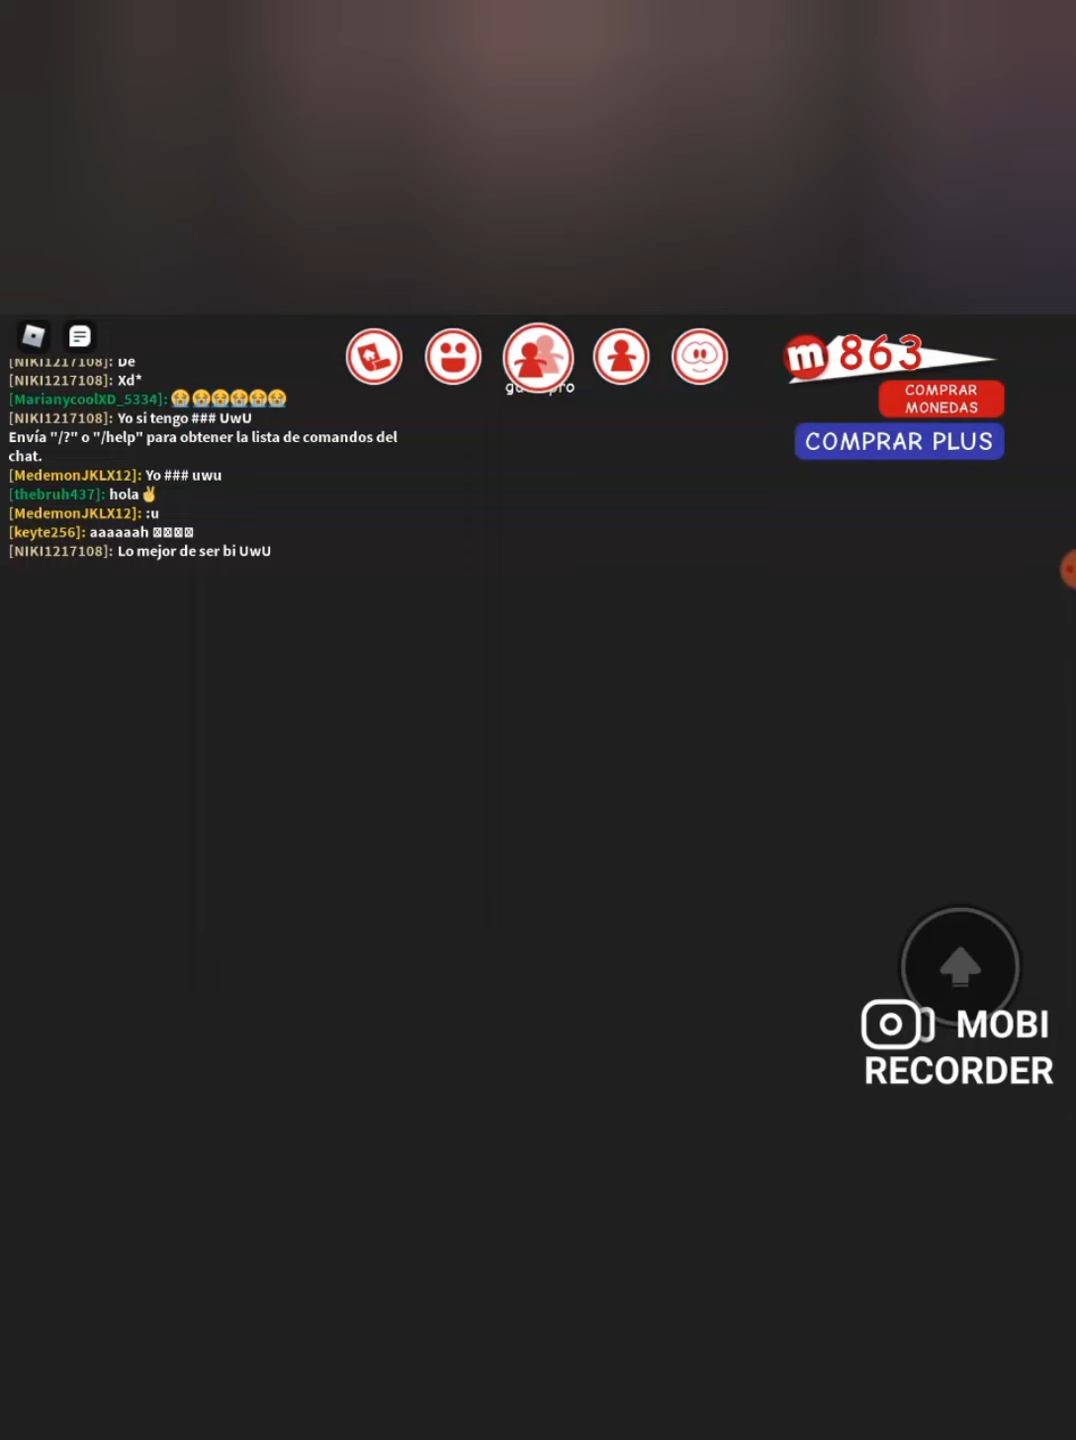 [NIKI1217108]: De
[NIKI1217108]: Xd*
[MarianycoolXD_5334]: 😭😭😭😭😭😭
[NIKI1217108]: Yo si tengo ### UwU
Envía "/?" o "/help" para obtener la lista de comandos del
chat.
[MedemonJKLX12]: Yo ### uwu
[thebruh437]: hola✌️
[MedemonJKLX12]: :u
[keyte256]: aaaaaah
[NIKI1217108]: Lo mejor de ser bi UwU
m 863
COMPRAR
MONEDAS
COMPRAR PLUS
MOBI
RECORDER